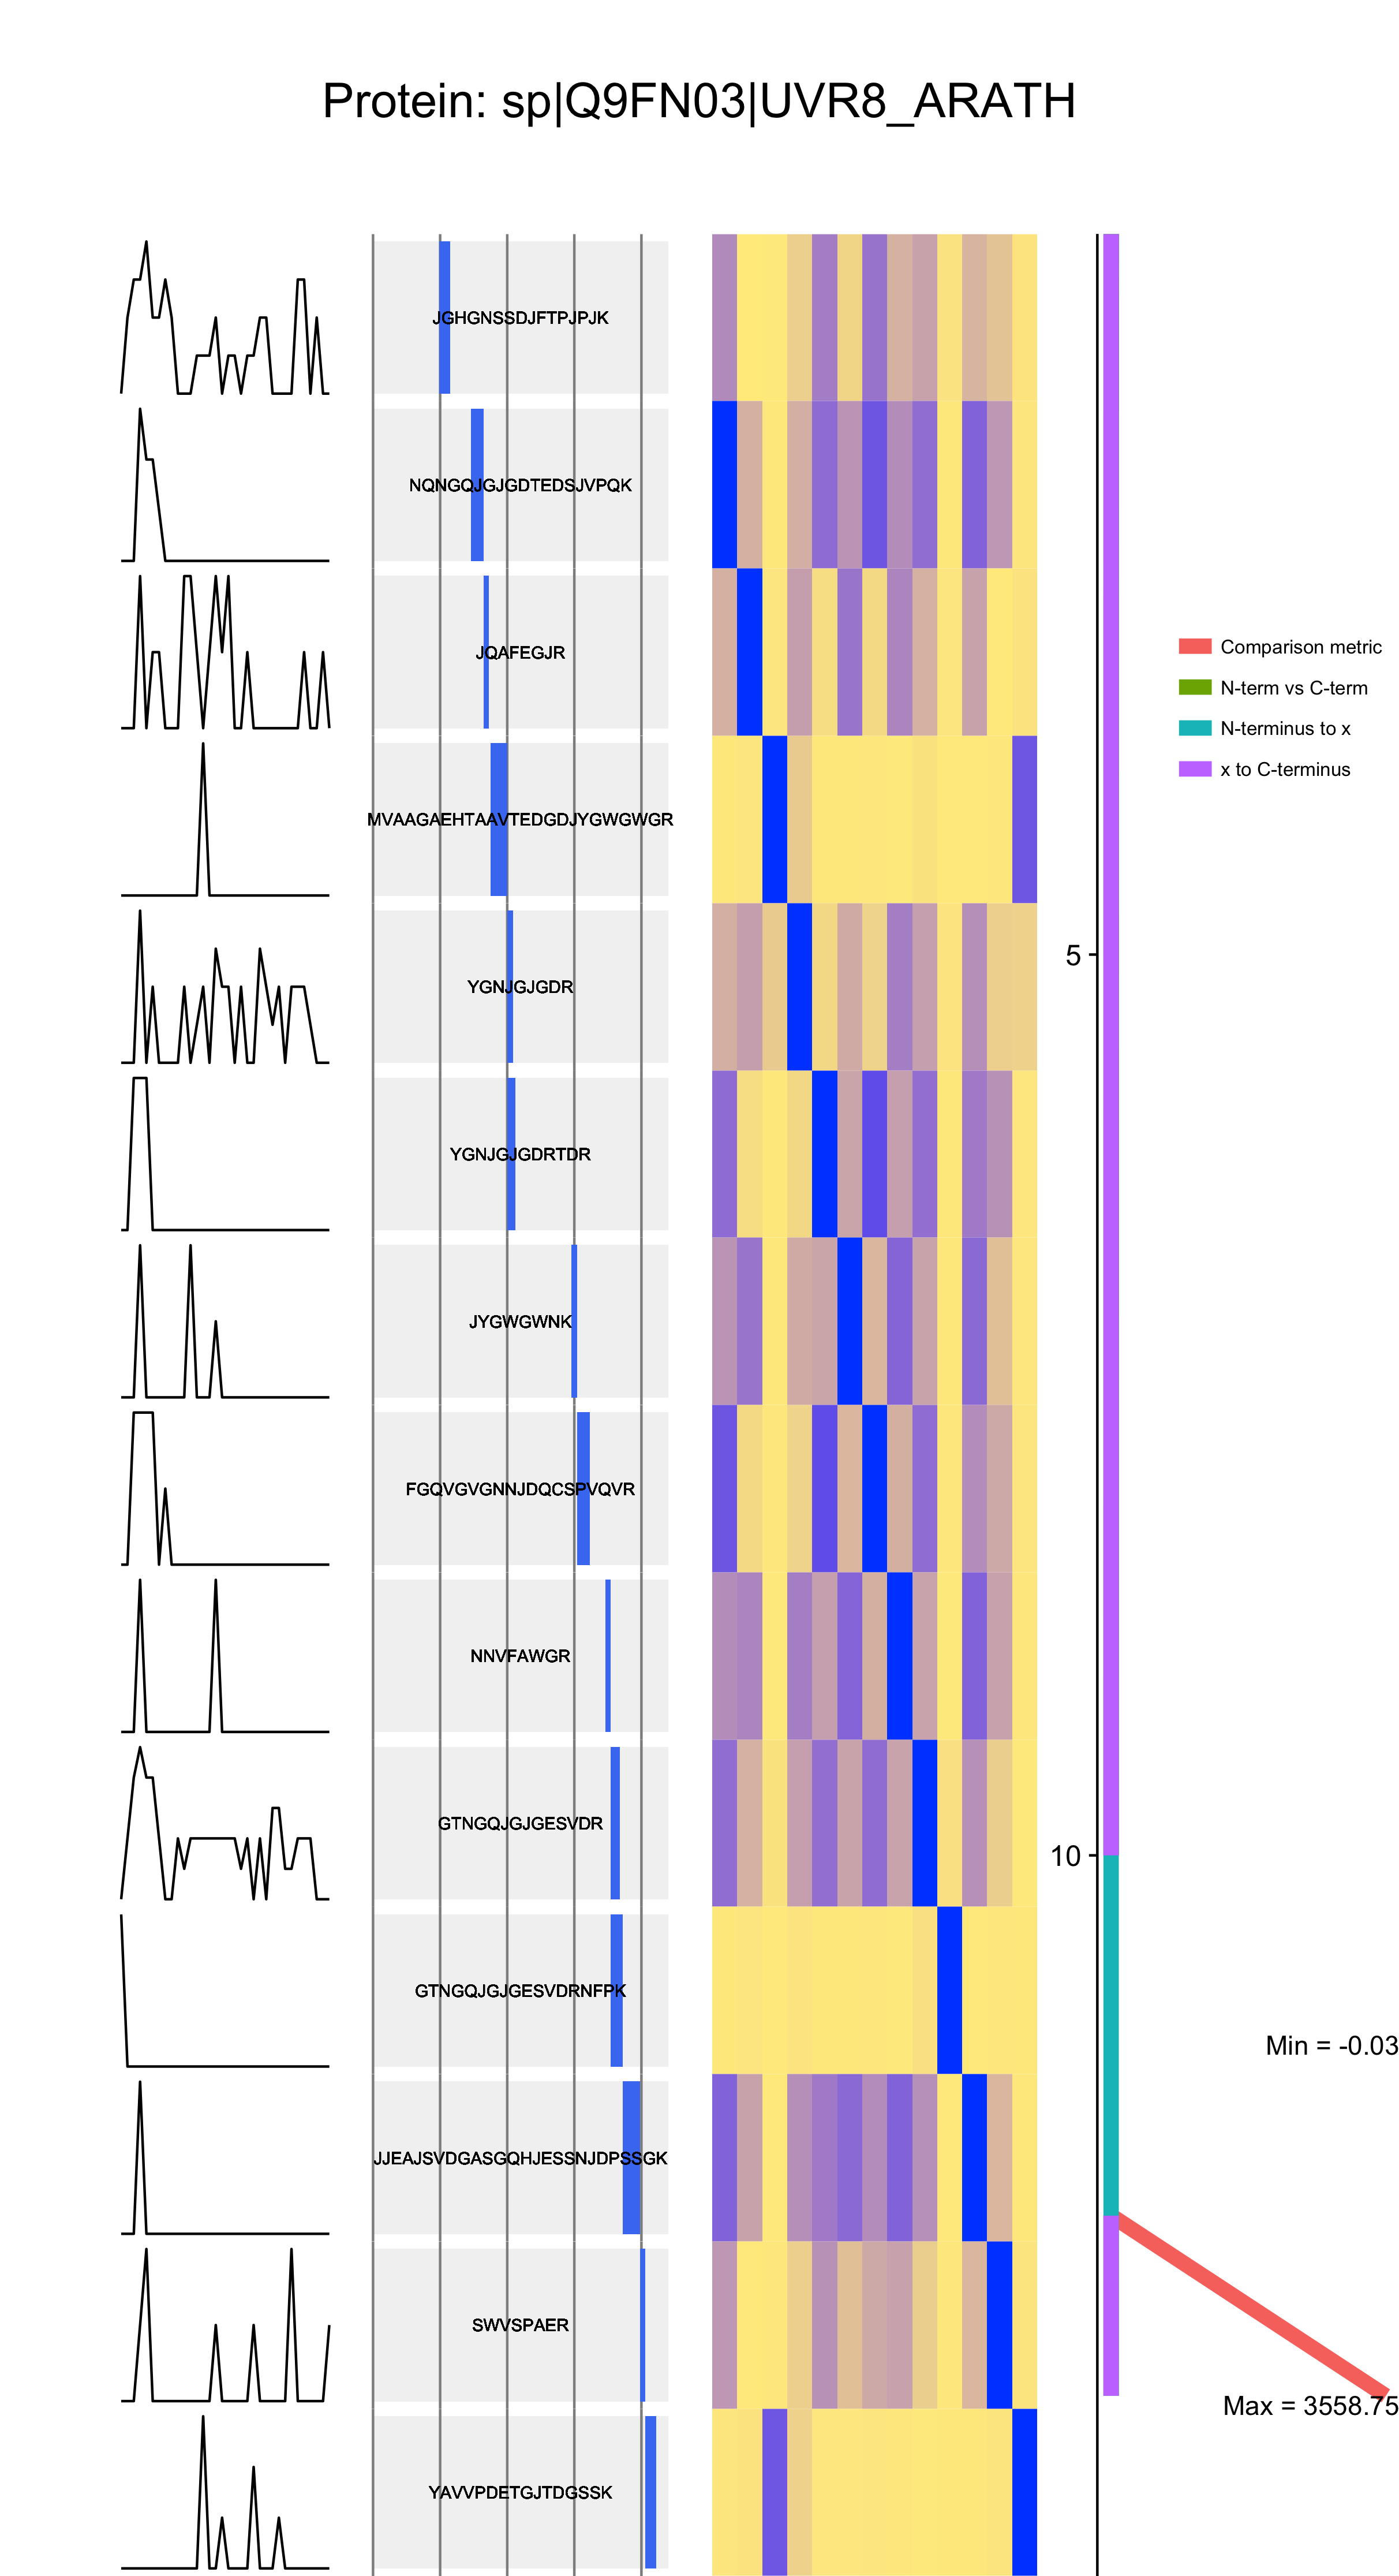 Protein: sp|Q9FN03|UVR8_ARATH
JGHGNSSDJFTPJPJK
NQNGQJGJGDTEDSJVPQK
JQAFEGJR
MVAAGAEHTAAVTEDGDJYGWGWGR
YGNJGJGDR
YGNJGJGDRTDR
JYGWGWNK
FGQVGVGNNJDQCSPVQVR
NNVFAWGR
GTNGQJGJGESVDR
GTNGQJGJGESVDRNFPK
JJEAJSVDGASGQHJESSNJDPSSGK
SWVSPAER
YAVVPDETGJTDGSSK
5
10
Comparison metric
N-term vs C-term
N-terminus to x
x to C-terminus
Min = -0.03
Max = 3558.75